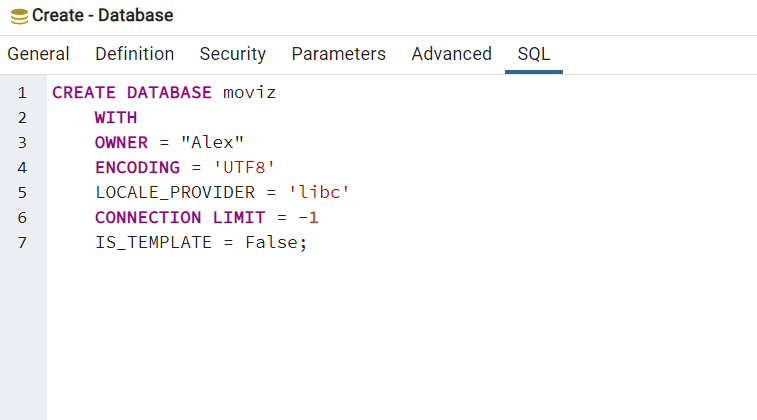 Create - Database
General Definition Security Parameters Advanced SQL
1 CREATE DATABASE moviz
2 WITH
3 OWNER = "Alex"
4 ENCODING = 'UTF8'
5 LOCALE_PROVIDER = 'libc'
6 CONNECTION LIMIT = -1
7 IS_TEMPLATE = False;